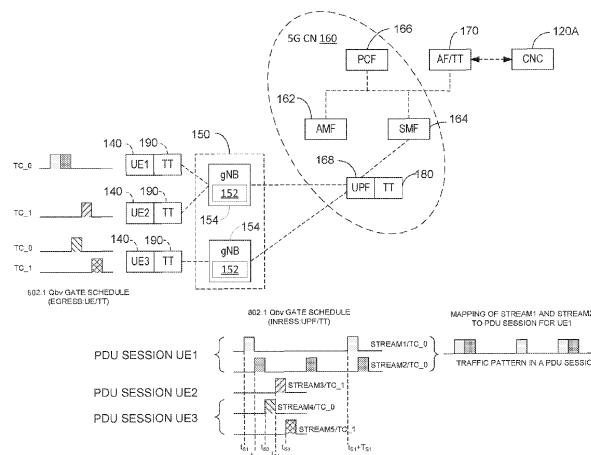 5G CN 160
166
PCF
170
AF/TT
120A
CNC
162
AMF
SMF
164
150
168
UPF TT
180
140 190
UE1 TT
TC_0
gNB
152
154
140 190
UE2 TT
TC_1
154
gNB
152
140 190
UE3 TT
TC_0
TC_1
802.1 Qbv GATE SCHEDULE
(EGRESS:UE/TT)
802.1 Qbv GATE SCHEDULE
(INRESS:UPF/TT)
MAPPING OF STREAM1 AND STREAM2
TO PDU SESSION FOR UE1
PDU SESSION UE1
STREAM1/TC_0
STREAM2/TC_0
TRAFFIC PATTERN IN A PDU SESSION
PDU SESSION UE2
STREAM3/TC_1
PDU SESSION UE3
STREAM4/TC_0
STREAM5/TC_1